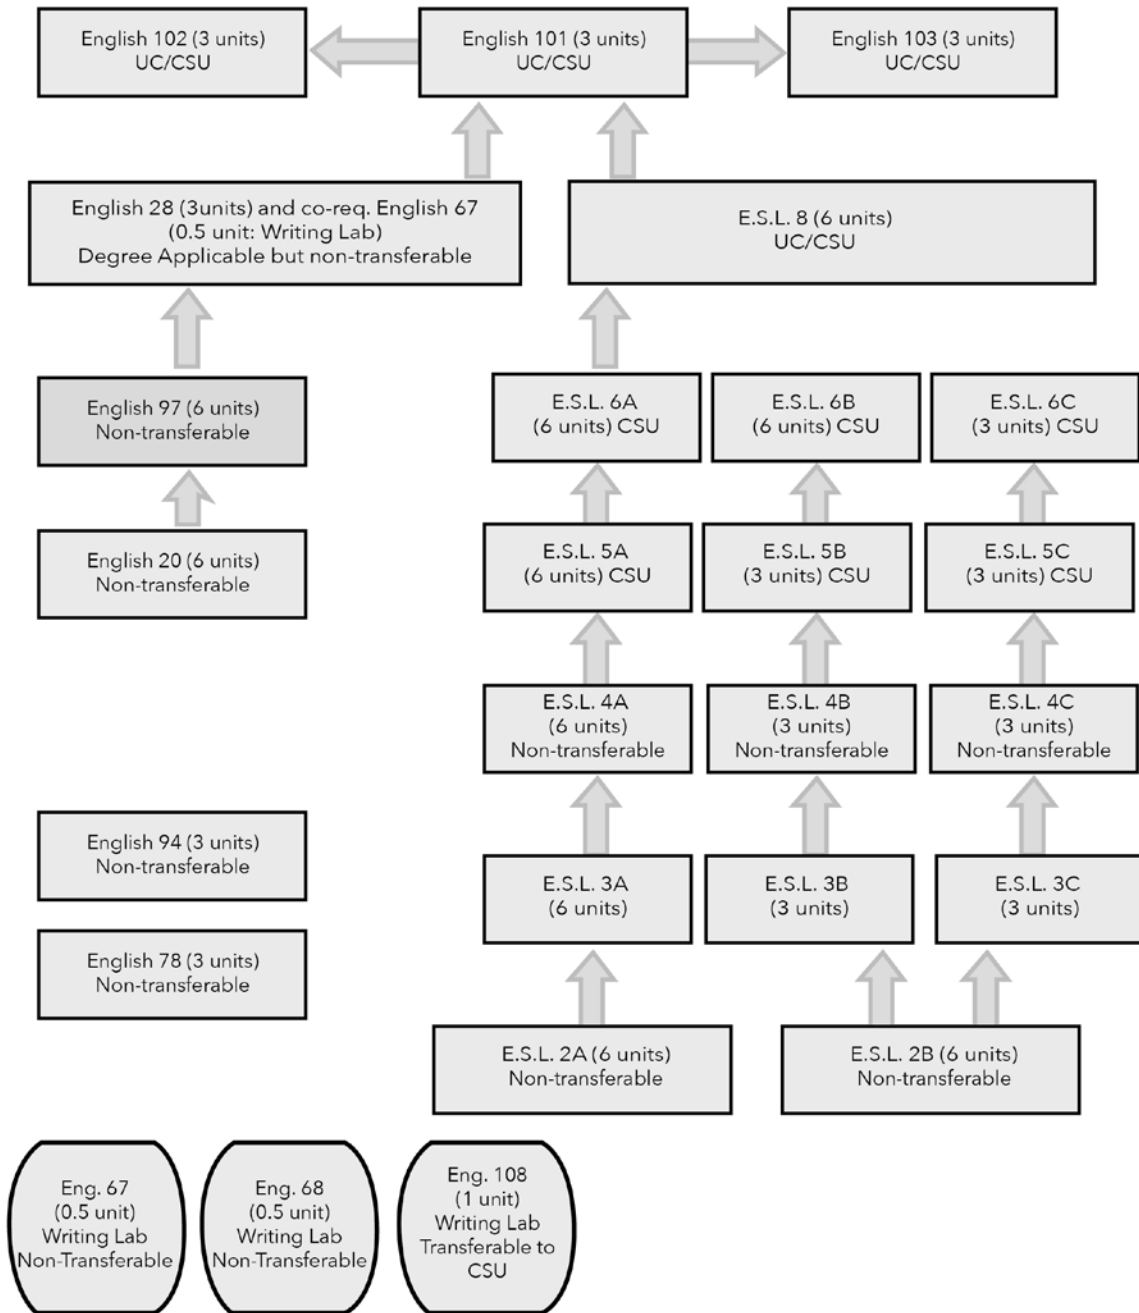 English 102 (3 units)
UC/CSU
English 101 (3 units)
UC/CSU
English 103 (3 units)
UC/CSU
English 28 (3units) and co-req. English 67
(0.5 unit: Writing Lab)
Degree Applicable but non-transferable
E.S.L. 8 (6 units)
UC/CSU
English 97 (6 units)
Non-transferable
E.S.L. 6A
(6 units) CSU
E.S.L. 6B
(6 units) CSU
E.S.L. 6C
(3 units) CSU
English 20 (6 units)
Non-transferable
E.S.L. 5A
(6 units) CSU
E.S.L. 5B
(3 units) CSU
E.S.L. 5C
(3 units) CSU
E.S.L. 4A
(6 units)
Non-transferable
E.S.L. 4B
(3 units)
Non-transferable
E.S.L. 4C
(3 units)
Non-transferable
English 94 (3 units)
Non-transferable
E.S.L. 3A
(6 units)
E.S.L. 3B
(3 units)
E.S.L. 3C
(3 units)
English 78 (3 units)
Non-transferable
E.S.L. 2A (6 units)
Non-transferable
E.S.L. 2B (6 units)
Non-transferable
Eng. 67
(0.5 unit)
Writing Lab
Non-Transferable
Eng. 68
(0.5 unit)
Writing Lab
Non-Transferable
Eng. 108
(1 unit)
Writing Lab
Transferable to
CSU